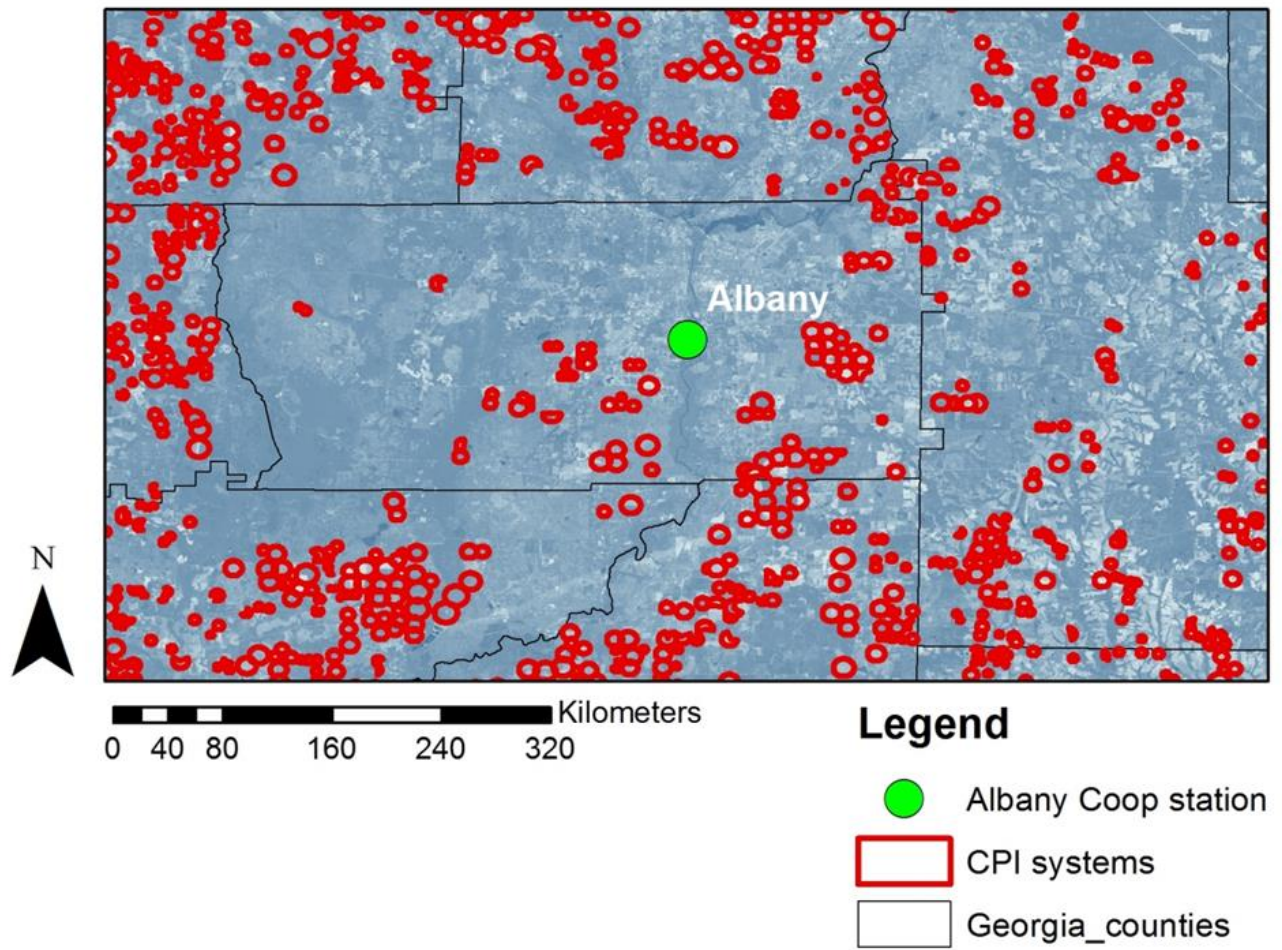 Albany
N
Kilometers
0 40 80 160 240 320
Legend
Albany Coop station
CPI systems
Georgia_counties